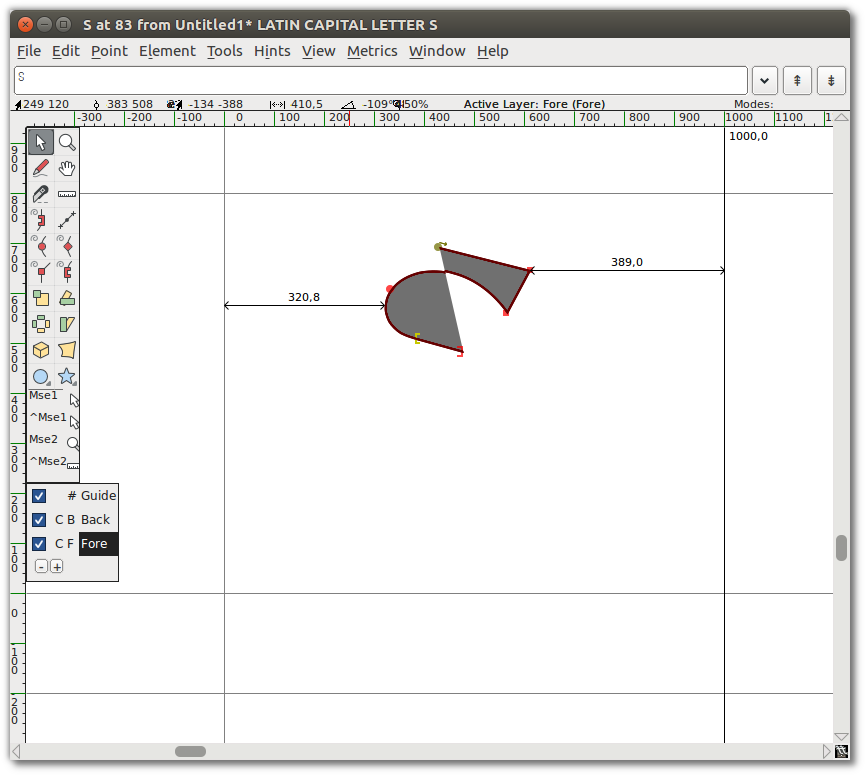 S at 83 from Untitled1* LATIN CAPITAL LETTER S
File Edit Point Element Tools Hints View Metrics Window Help
S
249 120 383 508 -134 -388 410,5 -109° 450% Active Layer: Fore (Fore) Modes:
-300 -200 -100 0 100 200 300 400 500 600 700 800 900 1000 1100 1
1000,0
900
800
700
389,0
600
320,8
500
400
Mse1
^Mse1
Mse2
300
^Mse2
200
# Guide
C B Back
100
C F Fore
- +
0
100
200